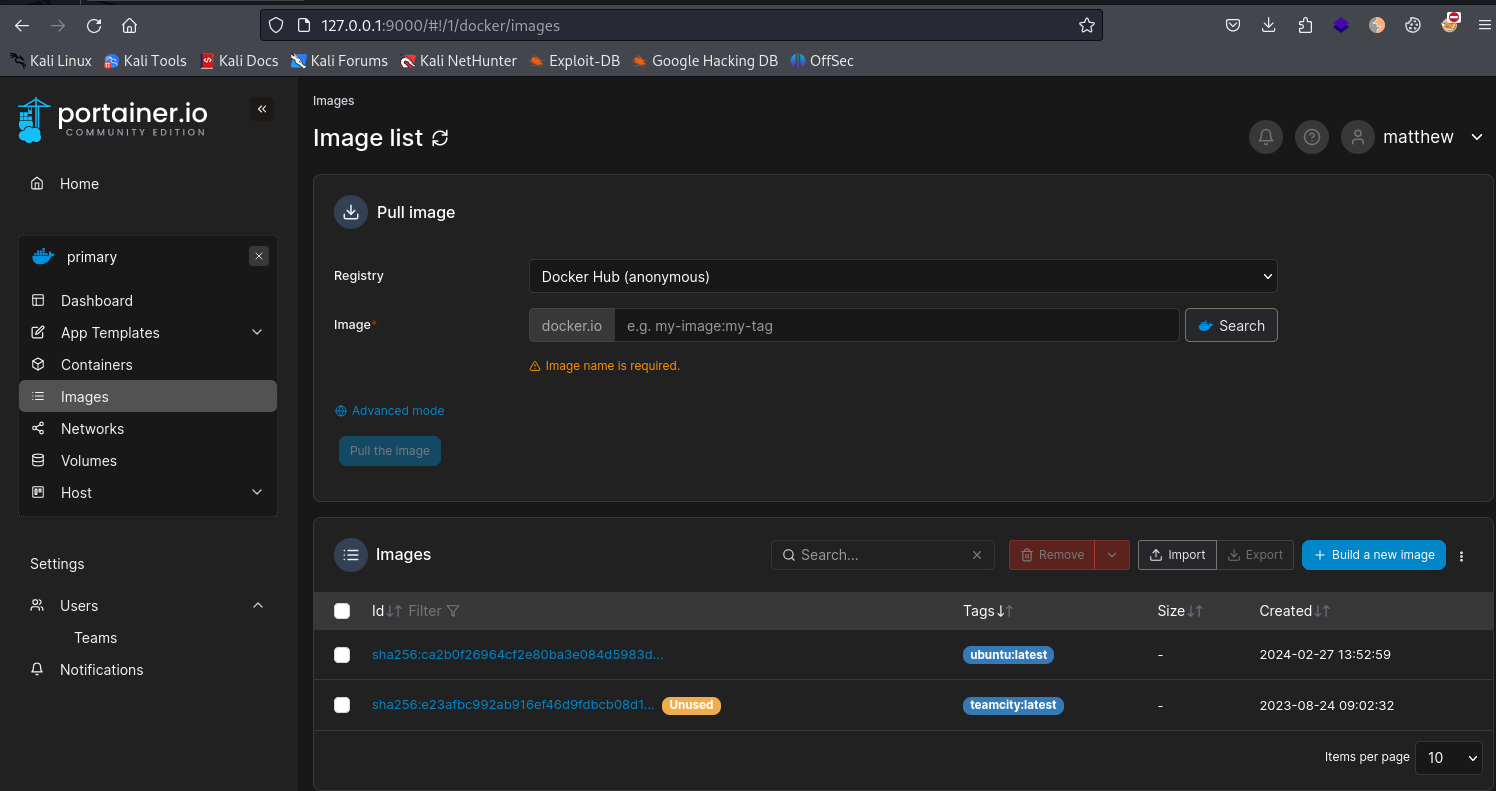 127.0.0.1:9000/#!/1/docker/images
Kali Linux Kali Tools Kali Docs Kali Forums Kali NetHunter Exploit-DB Google Hacking DB OffSec
portainer.io
COMMUNITY EDITION
Home
primary
Dashboard
App Templates
Containers
Images
Networks
Volumes
Host
Settings
Users
Teams
Notifications
Images
Image list
matthew
Pull image
Registry Docker Hub (anonymous)
Image* docker.io e.g. my-image:my-tag Search
Image name is required.
Advanced mode
Pull the image
Images Search... Remove Import Export + Build a new image
Id Filter Tags Size Created
sha256:ca2b0f26964cf2e80ba3e084d5983d... ubuntu:latest - 2024-02-27 13:52:59
sha256:e23afbc992ab916ef46d9fdbcb08d1... Unused teamcity:latest - 2023-08-24 09:02:32
Items per page 10